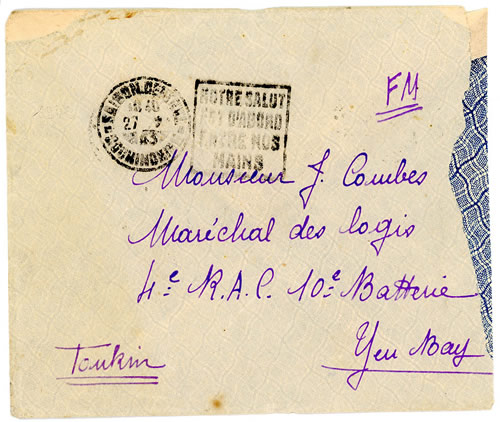 SAIGON CENTRAL
27
43
COCHINCHINE
NOTRE SALUT
EST D'ABORD
ENTRE NOS
MAINS
FM
Monsieur J. Combes
Maréchal des logis
4e R.A.C. 10e Batterie
Yen Bay
Tonkin